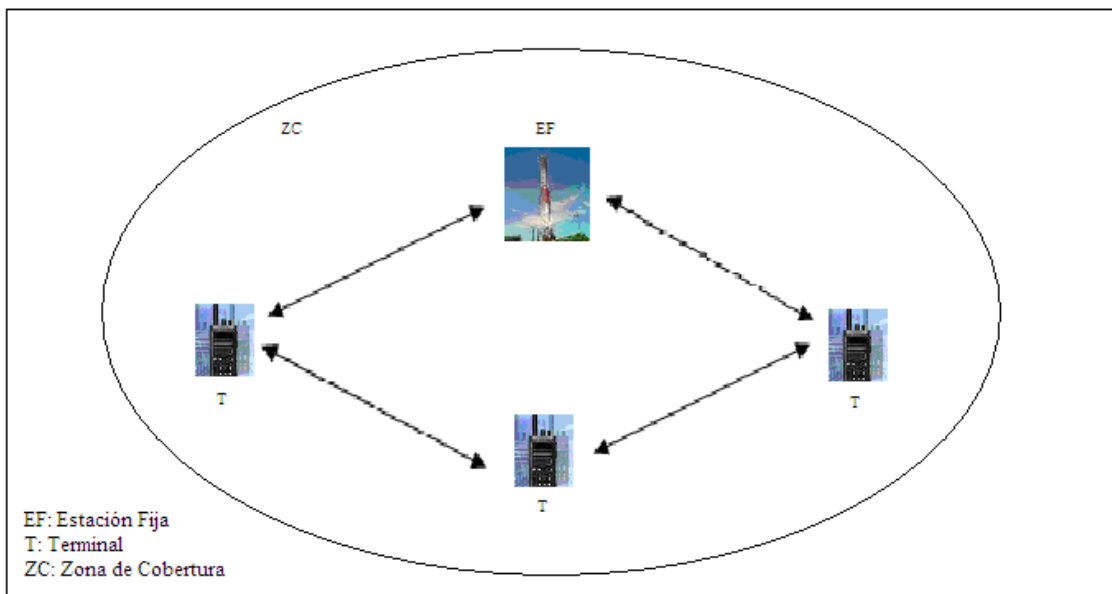 ZC
EF
T
T
T
EF: Estación Fija
T: Terminal
ZC: Zona de Cobertura